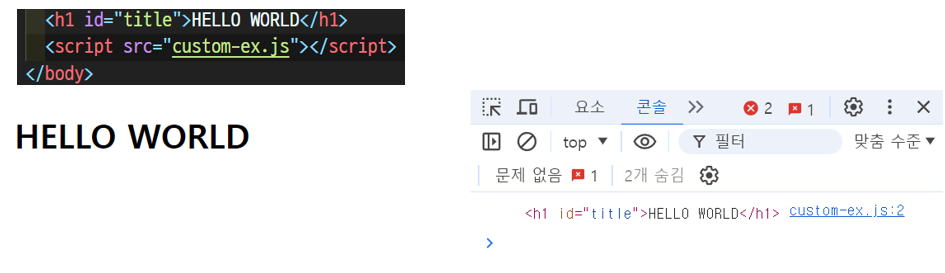 <h1 id="title">HELLO WORLD</h1>
<script src="custom-ex.js"></script>
</body>
HELLO WORLD
요소 콘솔 2 1
top 필터 맞춤 수준
문제 없음 1 2개 숨김
<h1 id="title">HELLO WORLD</h1> custom-ex.js:2